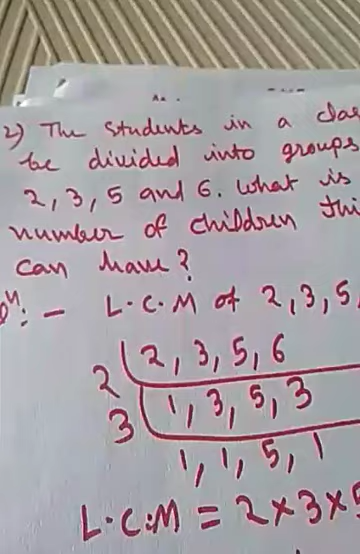 2) The students in a clas
be divided into groups
2, 3, 5 and 6. What is
number of children thi
can have?
:- L.C.M of 2, 3, 5,
2 2, 3, 5, 6
3 1, 3, 5, 3
1, 1, 5, 1
L.C.M = 2×3×5